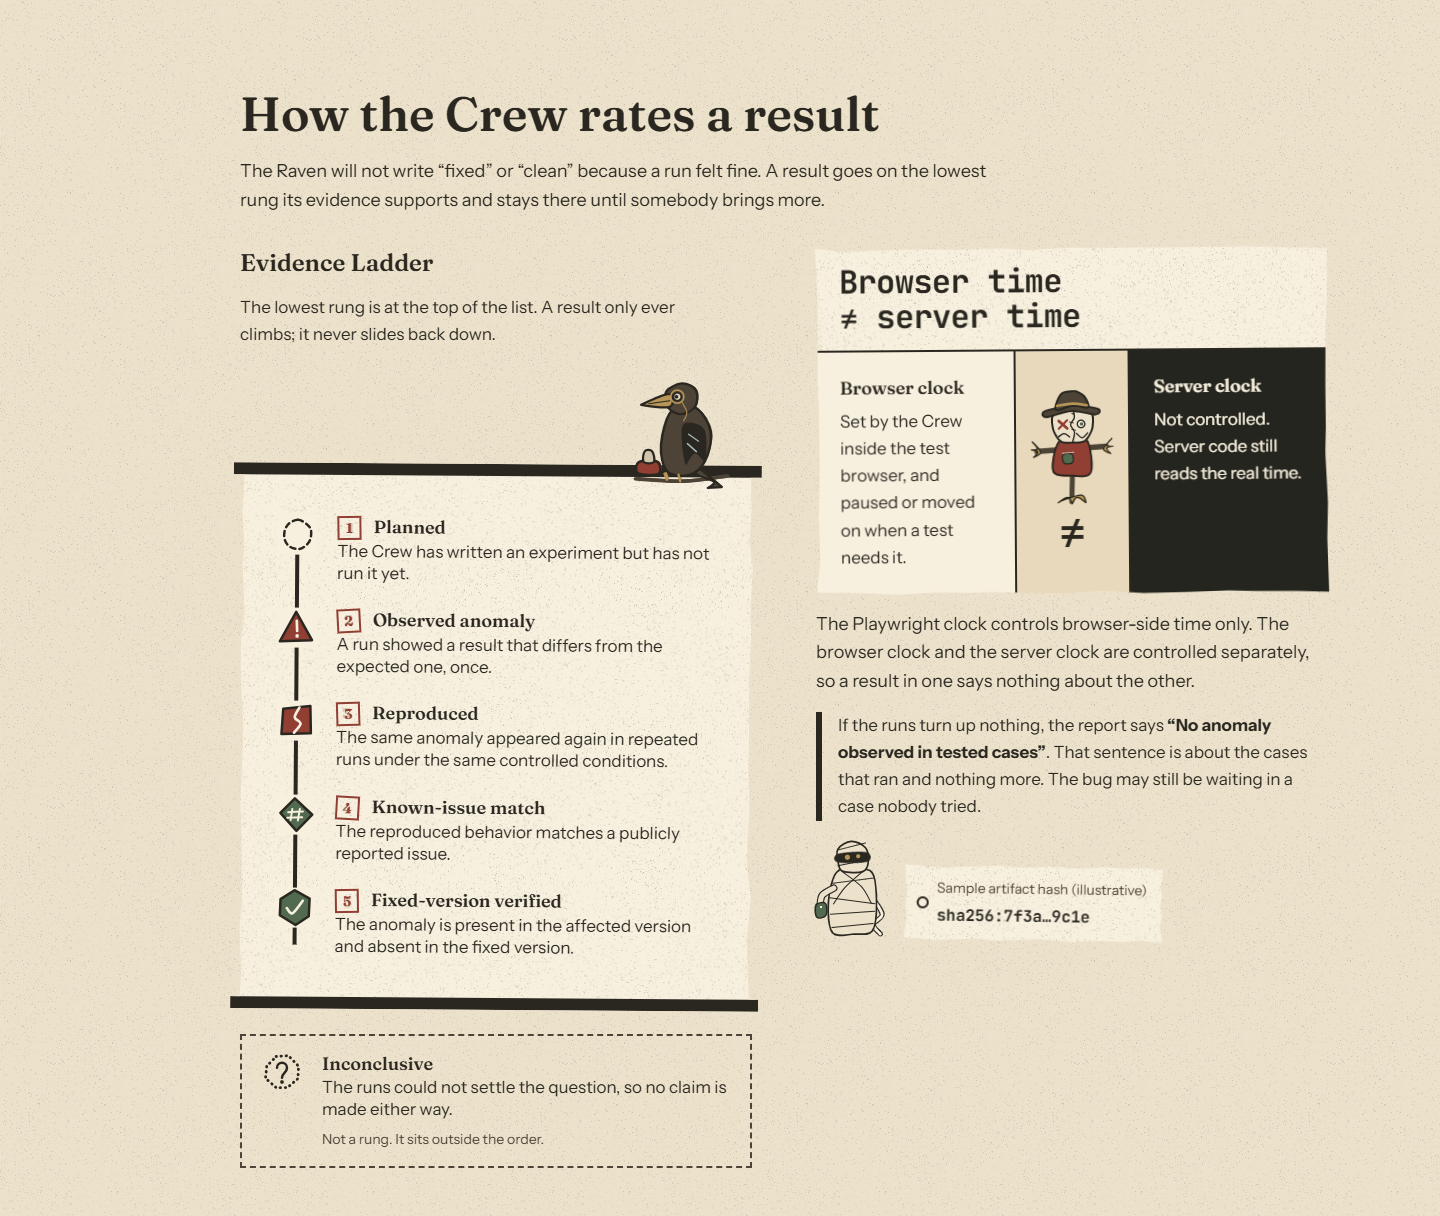 How the Crew rates a result
The Raven will not write “fixed” or “clean” because a run felt fine. A result goes on the lowest
rung its evidence supports and stays there until somebody brings more.
Evidence Ladder
The lowest rung is at the top of the list. A result only ever
climbs; it never slides back down.
1 Planned
The Crew has written an experiment but has not
run it yet.
2 Observed anomaly
A run showed a result that differs from the
expected one, once.
3 Reproduced
The same anomaly appeared again in repeated
runs under the same controlled conditions.
4 Known-issue match
The reproduced behavior matches a publicly
reported issue.
5 Fixed-version verified
The anomaly is present in the affected version
and absent in the fixed version.
?
Inconclusive
The runs could not settle the question, so no claim is
made either way.
Not a rung. It sits outside the order.
Browser time
≠ server time
Browser clock
Set by the Crew
inside the test
browser, and
paused or moved
on when a test
needs it.
≠
Server clock
Not controlled.
Server code still
reads the real time.
The Playwright clock controls browser-side time only. The
browser clock and the server clock are controlled separately,
so a result in one says nothing about the other.
If the runs turn up nothing, the report says “No anomaly
observed in tested cases”. That sentence is about the cases
that ran and nothing more. The bug may still be waiting in a
case nobody tried.
Sample artifact hash (illustrative)
sha256:7f3a…9c1e